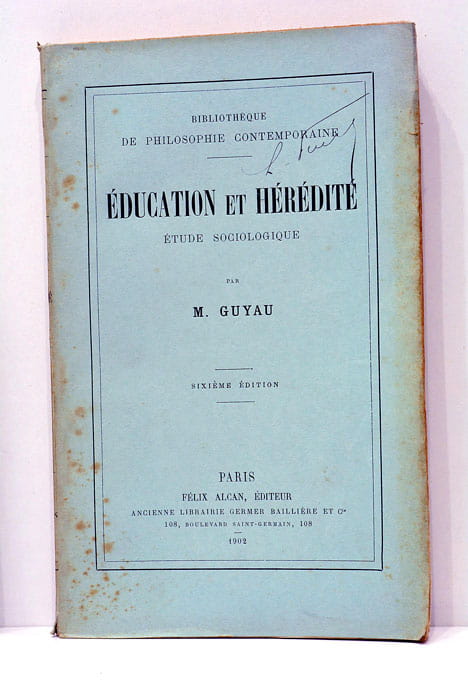 BIBLIOTHÈQUE
DE PHILOSOPHIE CONTEMPORAINE
ÉDUCATION ET HÉRÉDITÉ
ÉTUDE SOCIOLOGIQUE
PAR
M. GUYAU
SIXIÈME ÉDITION
PARIS
FÉLIX ALCAN, ÉDITEUR
ANCIENNE LIBRAIRIE GERMER BAILLIÈRE ET Cie
108, BOULEVARD SAINT-GERMAIN, 108
1902